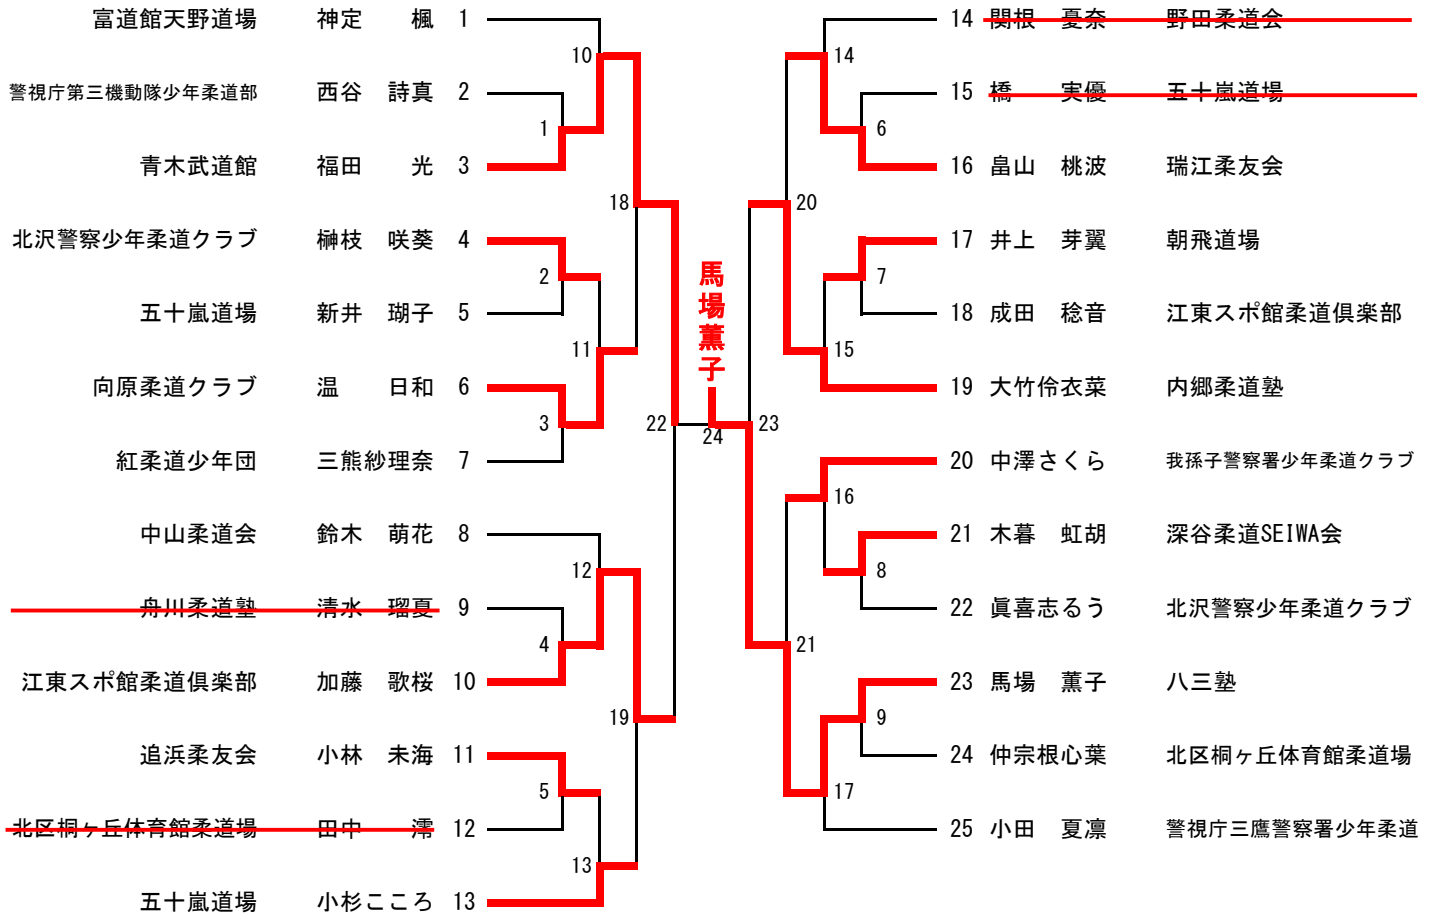 富道館天野道場 神定 楓 1
警視庁第三機動隊少年柔道部 西谷 詩真 2
青木武道館 福田 光 3
北沢警察少年柔道クラブ 榊枝 咲葵 4
五十嵐道場 新井 瑚子 5
向原柔道クラブ 温 日和 6
紅柔道少年団 三熊紗理奈 7
中山柔道会 鈴木 萌花 8
舟川柔道塾 清水 瑠夏 9
江東スポ館柔道倶楽部 加藤 歌桜 10
追浜柔友会 小林 未海 11
北区桐ヶ丘体育館柔道場 田中 澪 12
五十嵐道場 小杉こころ 13
1
2
3
4
5
10
11
12
13
18
19
22
馬場薫子
24
23
20
21
14
15
16
17
6
7
8
9
14 関根 夏奈 野田柔道会
15 橋 実優 五十嵐道場
16 畠山 桃波 瑞江柔友会
17 井上 芽翼 朝飛道場
18 成田 稔音 江東スポ館柔道倶楽部
19 大竹伶衣菜 内郷柔道塾
20 中澤さくら 我孫子警察署少年柔道クラブ
21 木暮 虹胡 深谷柔道SEIWA会
22 眞喜志るう 北沢警察少年柔道クラブ
23 馬場 薫子 八三塾
24 仲宗根心葉 北区桐ヶ丘体育館柔道場
25 小田 夏凛 警視庁三鷹警察署少年柔道